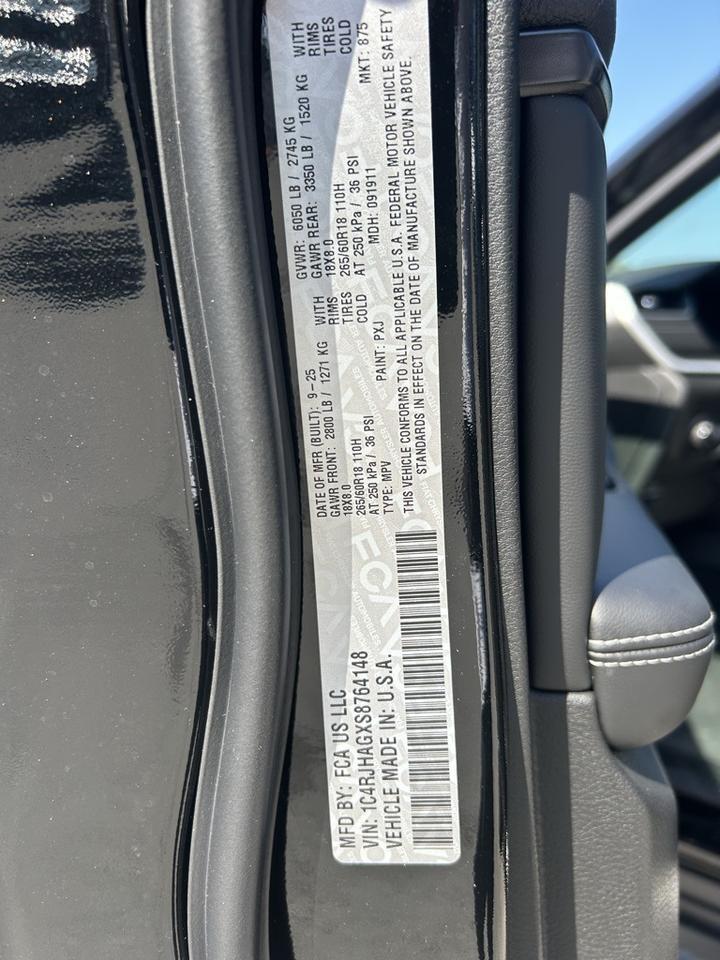 MFD BY: FCA US LLC
VIN: 1C4RJHAGXS8764148
VEHICLE MADE IN: U.S.A.
DATE OF MFR (BUILT): 9-25
GAWR FRONT: 2800 LB / 1271 KG WITH
18X8.0 RIMS
265/60R18 110H TIRES
AT 250 kPa / 36 PSI COLD
TYPE: MPV PAINT: PXJ
GVWR: 6050 LB / 2745 KG
GAWR REAR: 3350 LB / 1520 KG WITH
18X8.0 RIMS
265/60R18 110H TIRES
AT 250 kPa / 36 PSI COLD
MDH: 091911 MKT: 875
THIS VEHICLE CONFORMS TO ALL APPLICABLE U.S.A. FEDERAL MOTOR VEHICLE SAFETY
STANDARDS IN EFFECT ON THE DATE OF MANUFACTURE SHOWN ABOVE.
FCA